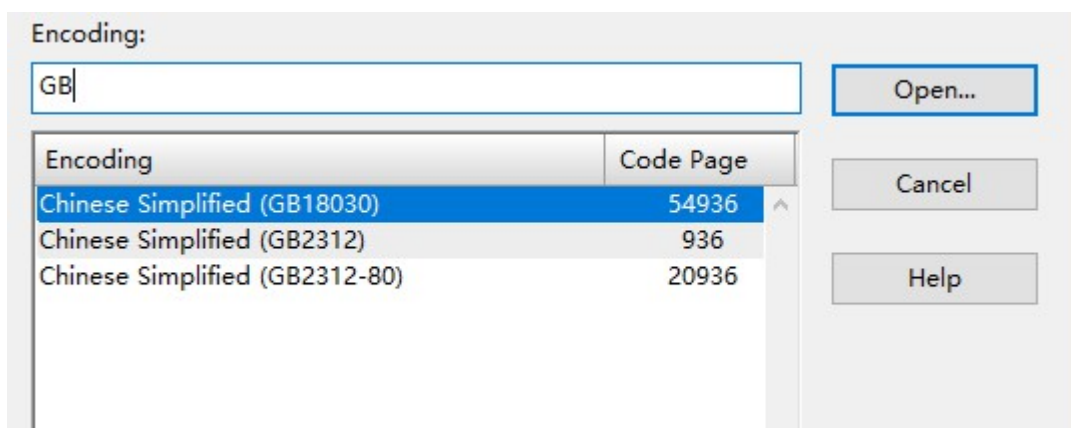 Encoding:
GB
Open...
Encoding Code Page
Cancel
Chinese Simplified (GB18030) 54936
Chinese Simplified (GB2312) 936
Chinese Simplified (GB2312-80) 20936
Help